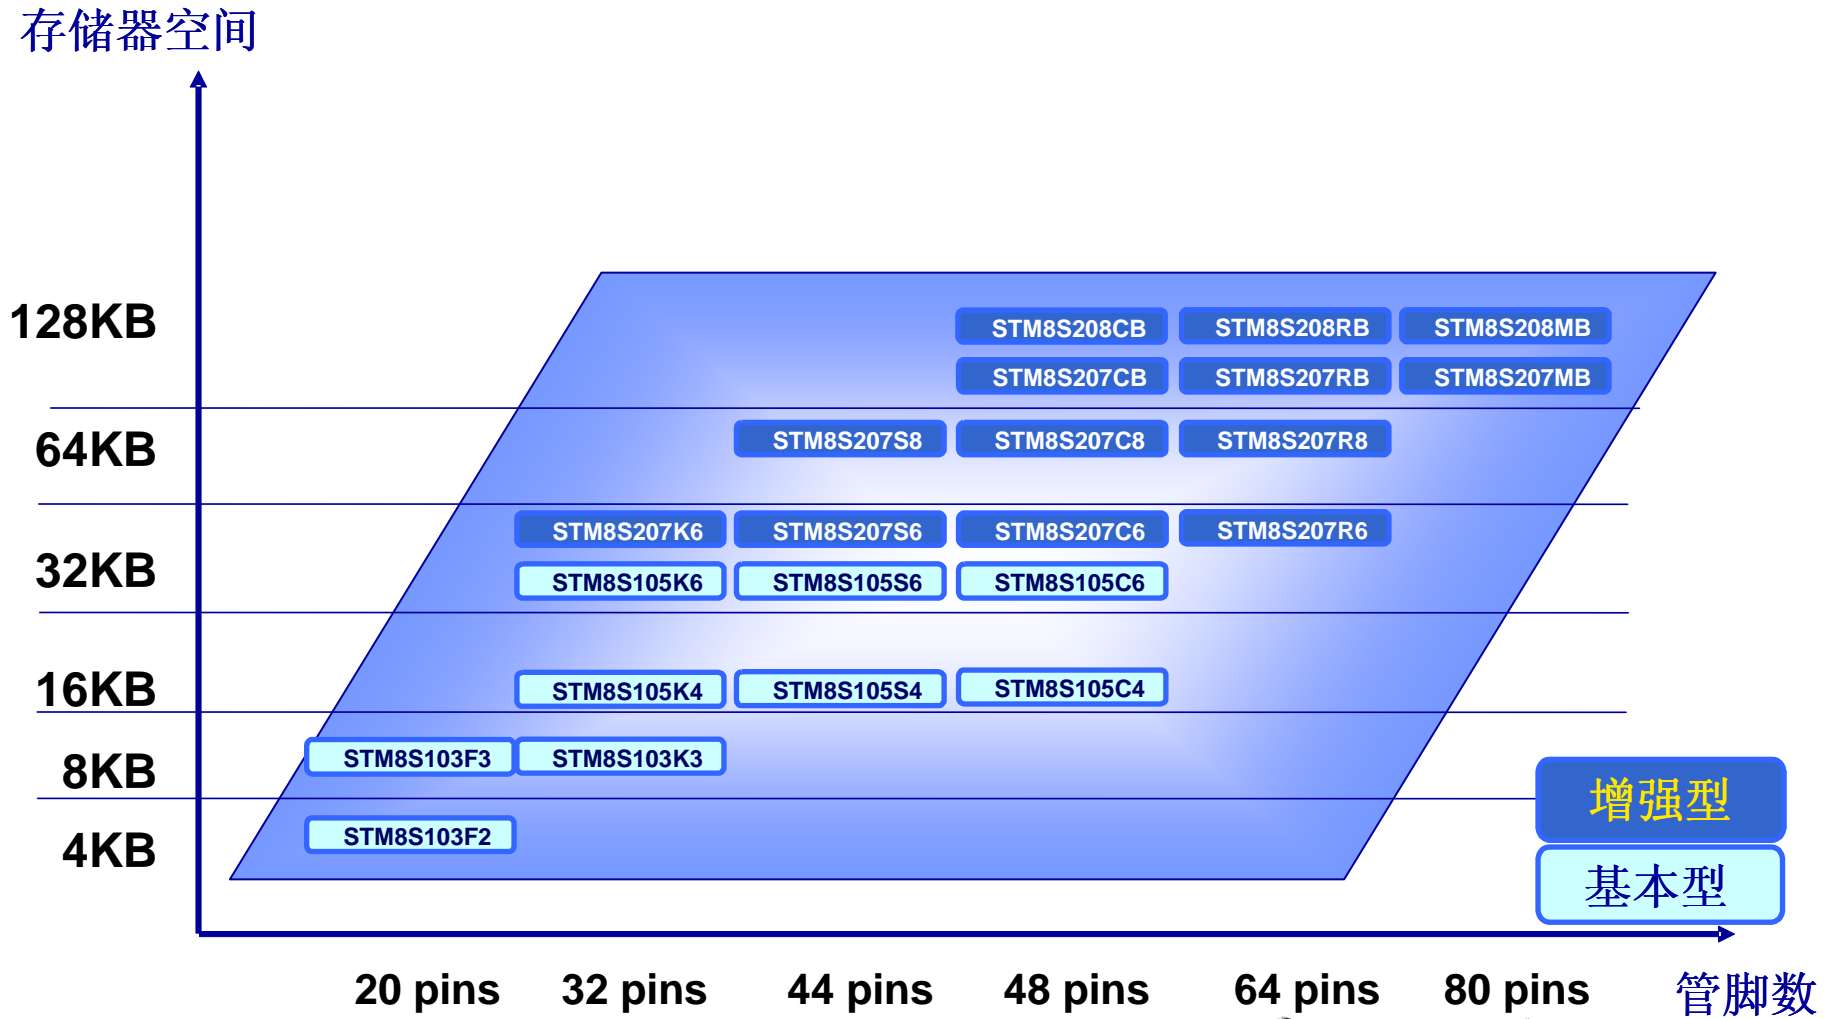 存储器空间
128KB
STM8S208CB STM8S208RB STM8S208MB
STM8S207CB STM8S207RB STM8S207MB
64KB
STM8S207S8 STM8S207C8 STM8S207R8
STM8S207K6 STM8S207S6 STM8S207C6 STM8S207R6
32KB
STM8S105K6 STM8S105S6 STM8S105C6
16KB
STM8S105K4 STM8S105S4 STM8S105C4
8KB
STM8S103F3 STM8S103K3
增强型
4KB
STM8S103F2
基本型
20 pins 32 pins 44 pins 48 pins 64 pins 80 pins 管脚数